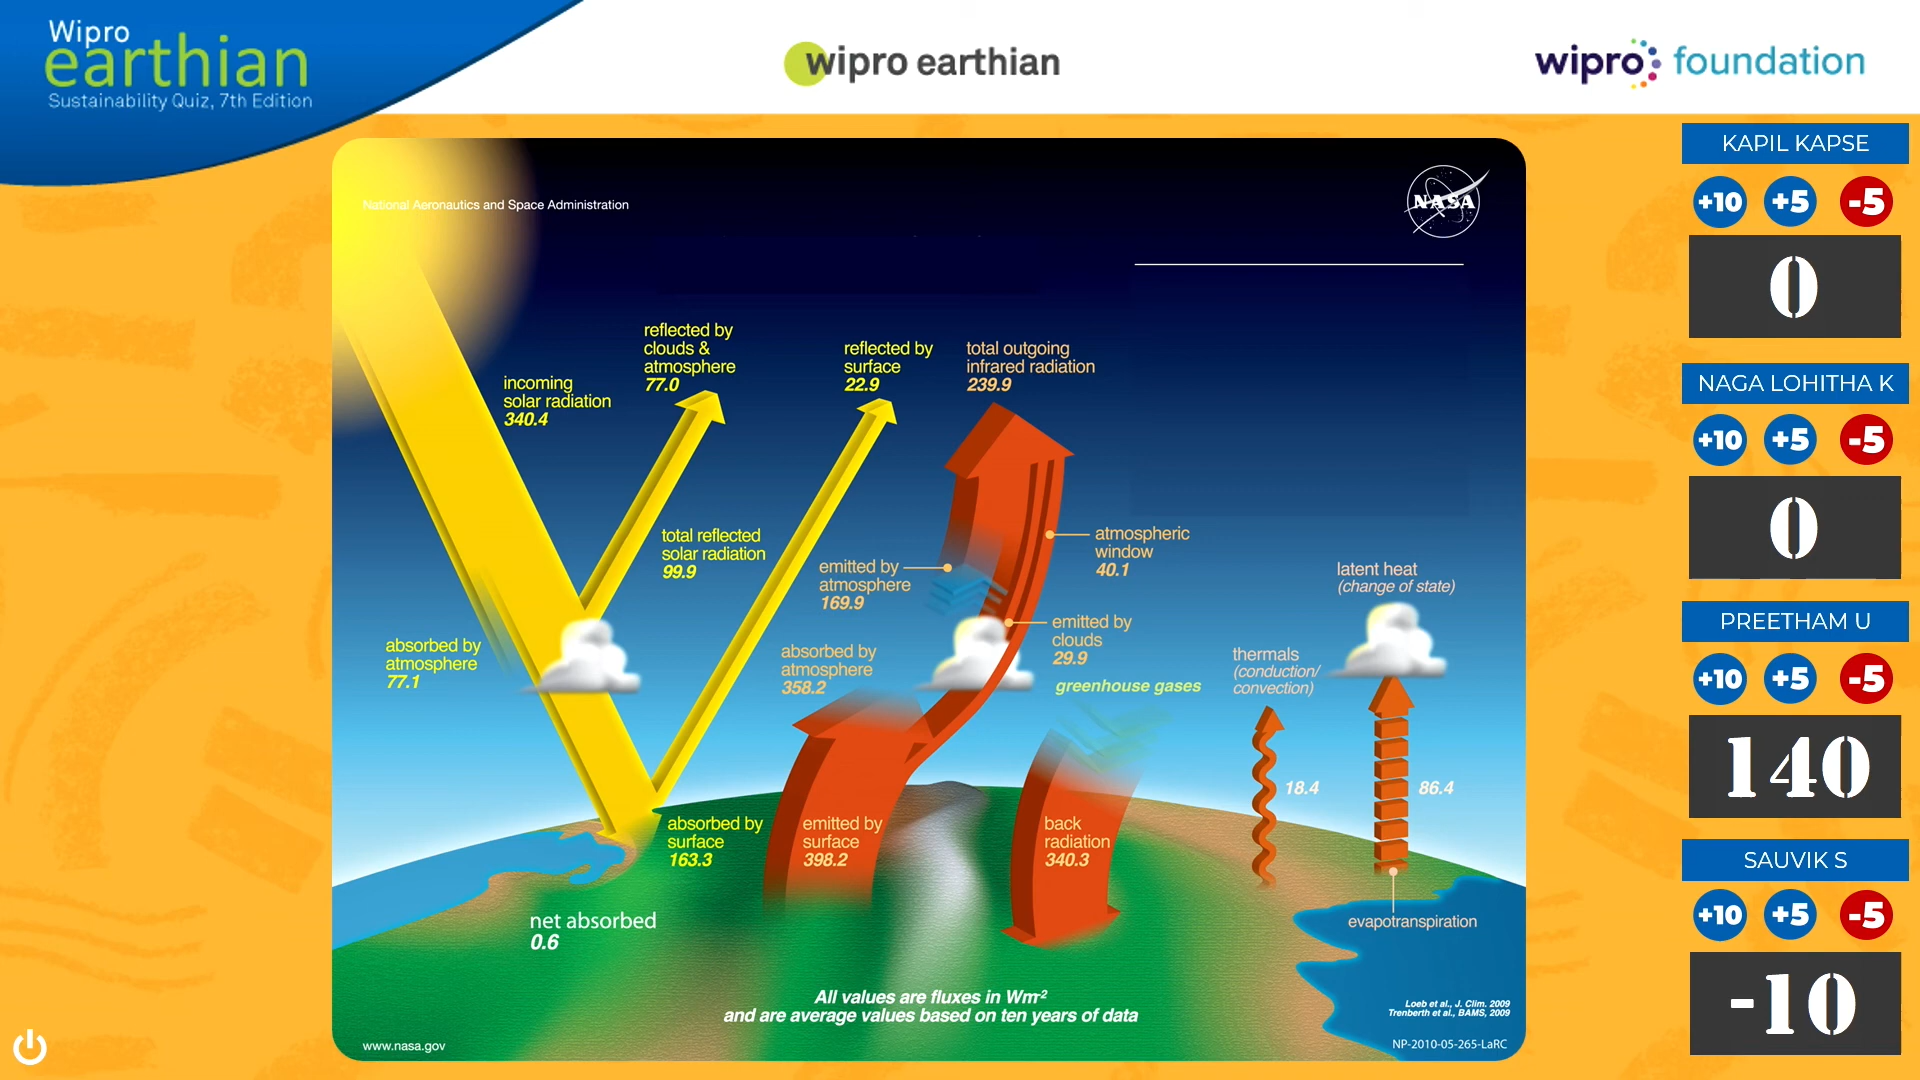 Wipro
earthian
Sustainability Quiz, 7th Edition
wipro earthian
wipro foundation
National Aeronautics and Space Administration
NASA
reflected by
clouds &
atmosphere
77.0
reflected by
surface
22.9
total outgoing
infrared radiation
239.9
incoming
solar radiation
340.4
total reflected
solar radiation
99.9
atmospheric
window
40.1
emitted by
atmosphere
169.9
latent heat
(change of state)
emitted by
clouds
29.9
absorbed by
atmosphere
77.1
absorbed by
atmosphere
358.2
greenhouse gases
thermals
(conduction/
convection)
18.4
86.4
absorbed by
surface
163.3
emitted by
surface
398.2
back
radiation
340.3
net absorbed
0.6
evapotranspiration
All values are fluxes in Wm-2
and are average values based on ten years of data
Loeb et al., J. Clim. 2009
Trenberth et al., BAMS, 2009
www.nasa.gov
NP-2010-05-265-LaRC
KAPIL KAPSE
+10 +5 -5
0
NAGA LOHITHA K
+10 +5 -5
0
PREETHAM U
+10 +5 -5
140
SAUVIK S
+10 +5 -5
-10